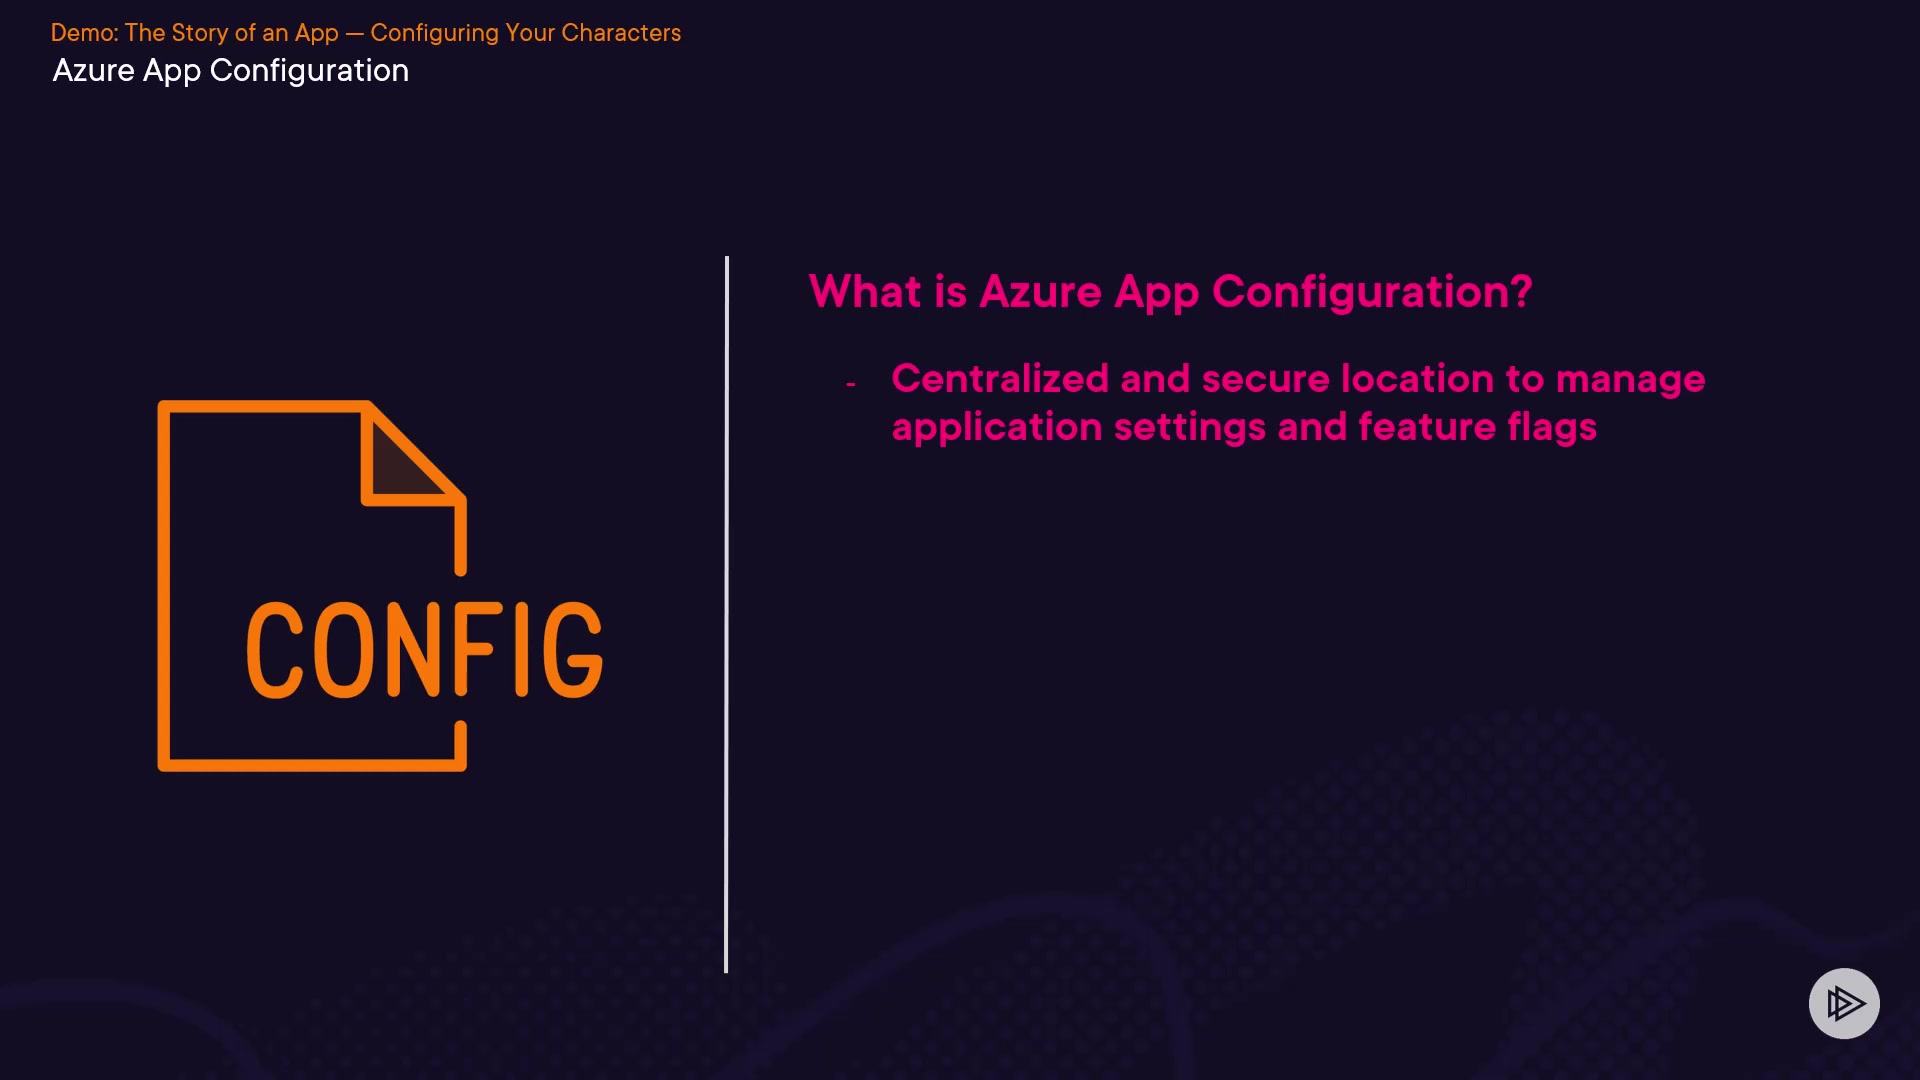 Demo: The Story of an App — Configuring Your Characters
Azure App Configuration
What is Azure App Configuration?
- Centralized and secure location to manage
application settings and feature flags
CONFIG